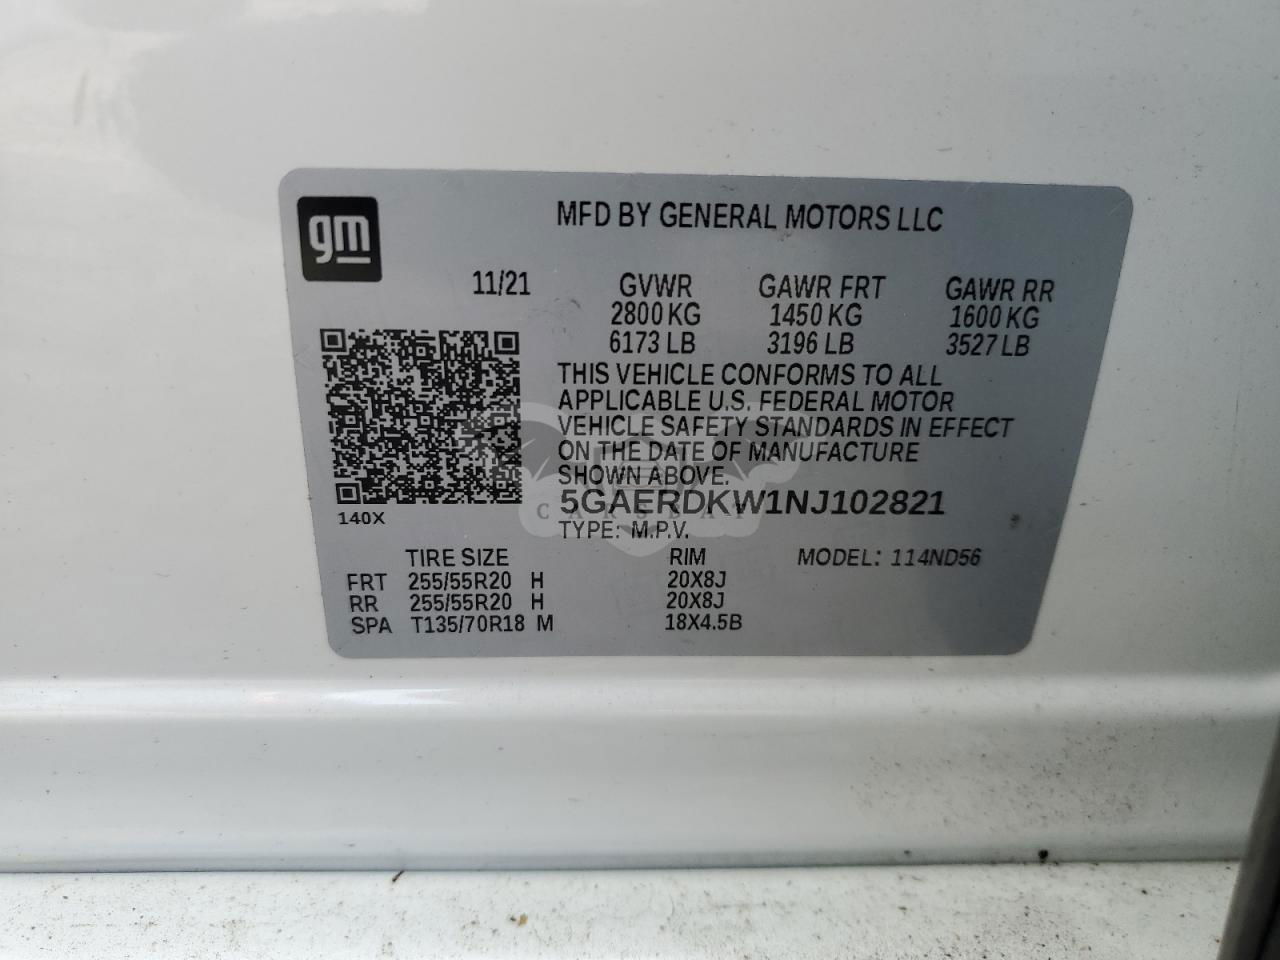 gm
MFD BY GENERAL MOTORS LLC
11/21 GVWR GAWR FRT GAWR RR
2800 KG 1450 KG 1600 KG
6173 LB 3196 LB 3527 LB
THIS VEHICLE CONFORMS TO ALL
APPLICABLE U.S. FEDERAL MOTOR
VEHICLE SAFETY STANDARDS IN EFFECT
ON THE DATE OF MANUFACTURE
SHOWN ABOVE.
5GAERDKW1NJ102821
140X
TYPE: M.P.V.
TIRE SIZE RIM MODEL: 114ND56
FRT 255/55R20 H 20X8J
RR 255/55R20 H 20X8J
SPA T135/70R18 M 18X4.5B